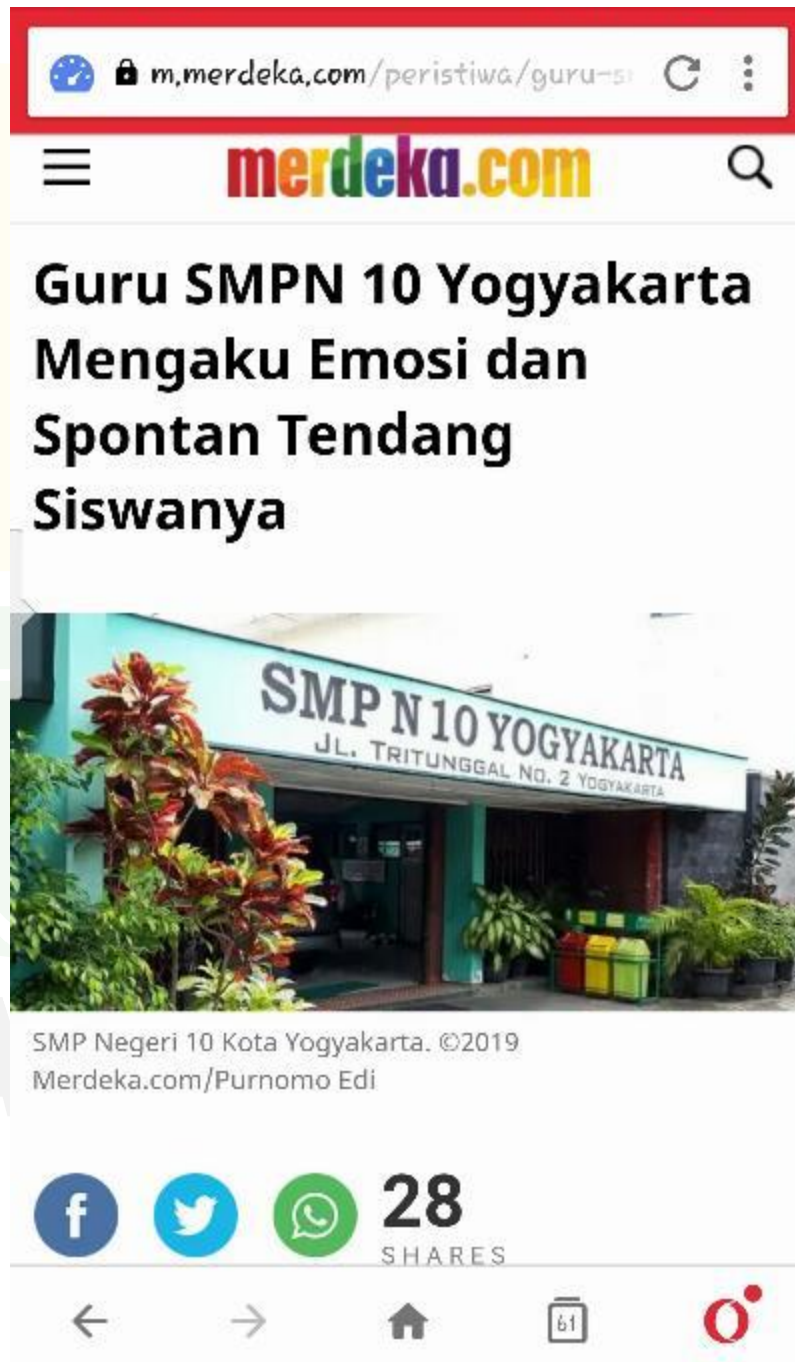 m.merdeka.com/peristiwa/guru-s
merdeka.com
Guru SMPN 10 Yogyakarta
Mengaku Emosi dan
Spontan Tendang
Siswanya
SMP N 10 YOGYAKARTA
JL. TRITUNGGAL NO. 2 YOGYAKARTA
SMP Negeri 10 Kota Yogyakarta. ©2019
Merdeka.com/Purnomo Edi
28
SHARES
61